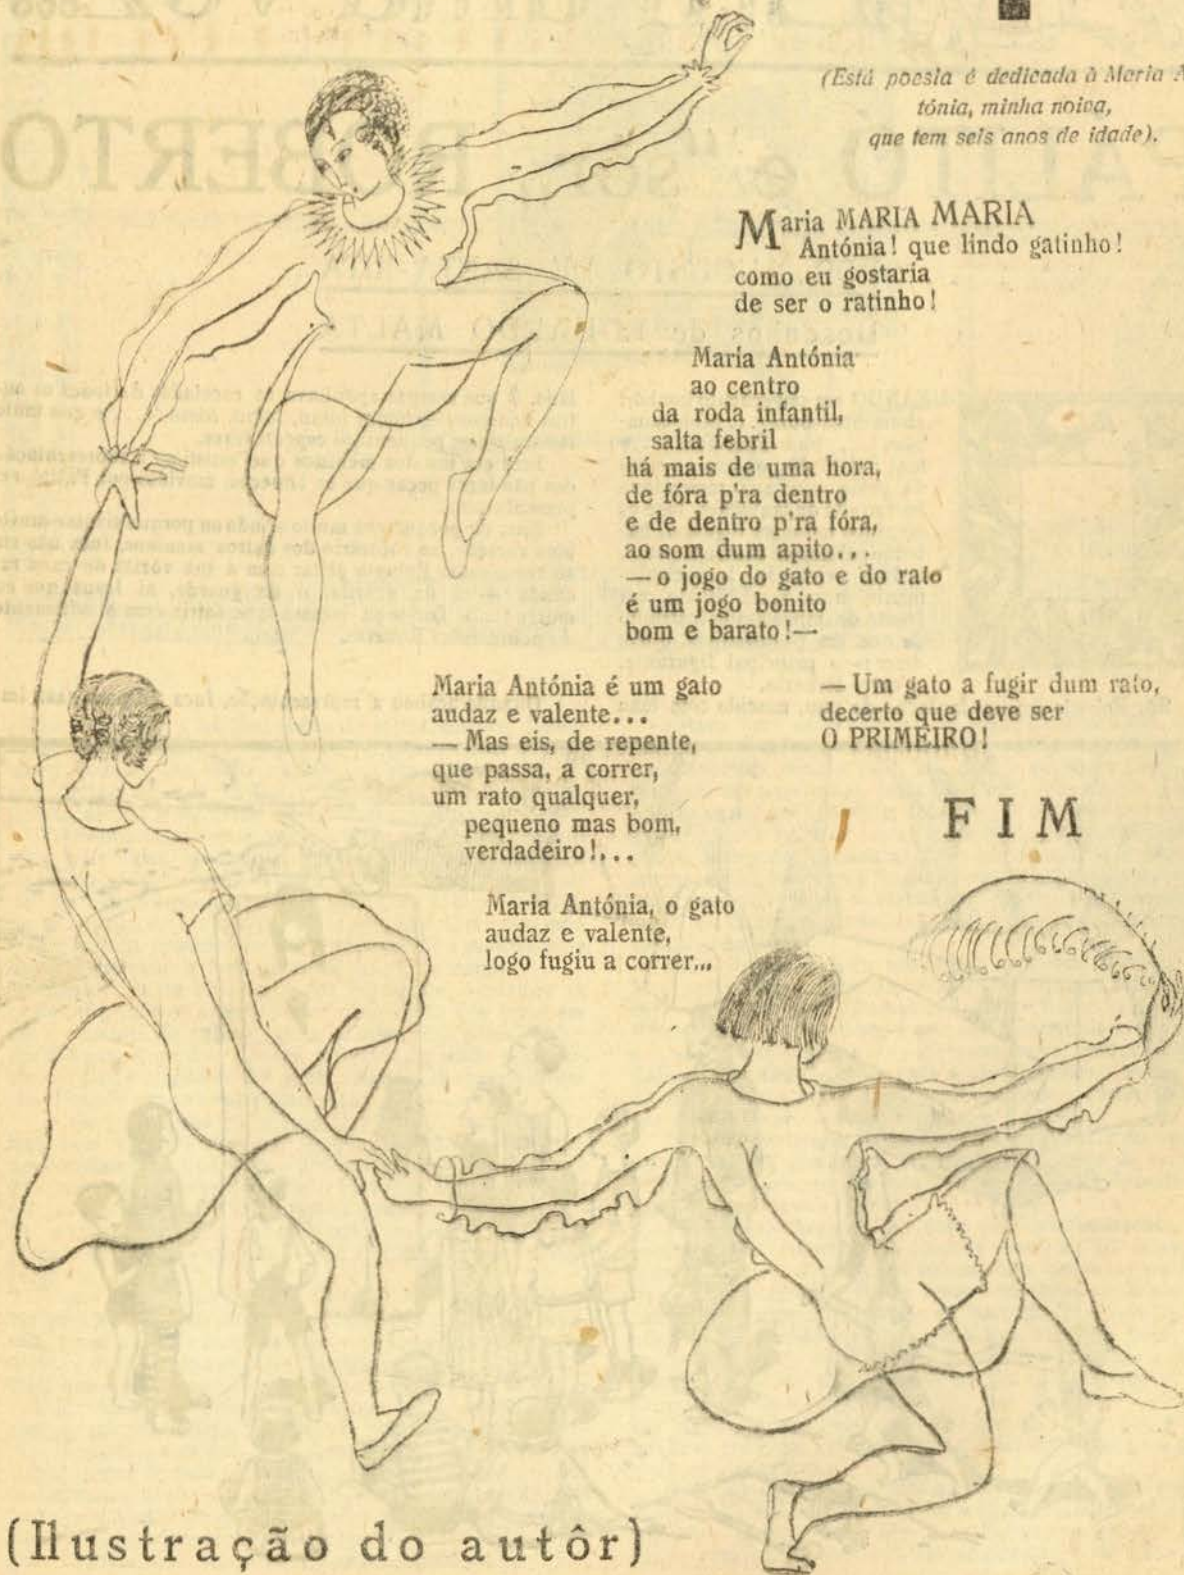 (Está poesia é dedicada à Maria A
tónia, minha noiva,
que tem seis anos de idade).
Maria MARIA MARIA
Antónia! que lindo gatinho!
como eu gostaria
de ser o ratinho!
Maria Antónia
ao centro
da roda infantil,
salta febril
há mais de uma hora,
de fóra p'ra dentro
e de dentro p'ra fóra,
ao som dum apito...
—o jogo do gato e do rato
é um jogo bonito
bom e barato!—
Maria Antónia é um gato
audaz e valente...
— Mas eis, de repente,
que passa, a correr,
um rato qualquer,
pequeno mas bom,
verdadeiro!...
Maria Antónia, o gato
audaz e valente,
logo fugiu a correr...
— Um gato a fugir dum rato,
decerto que deve ser
O PRIMEIRO!
FIM
(Ilustração do autôr)